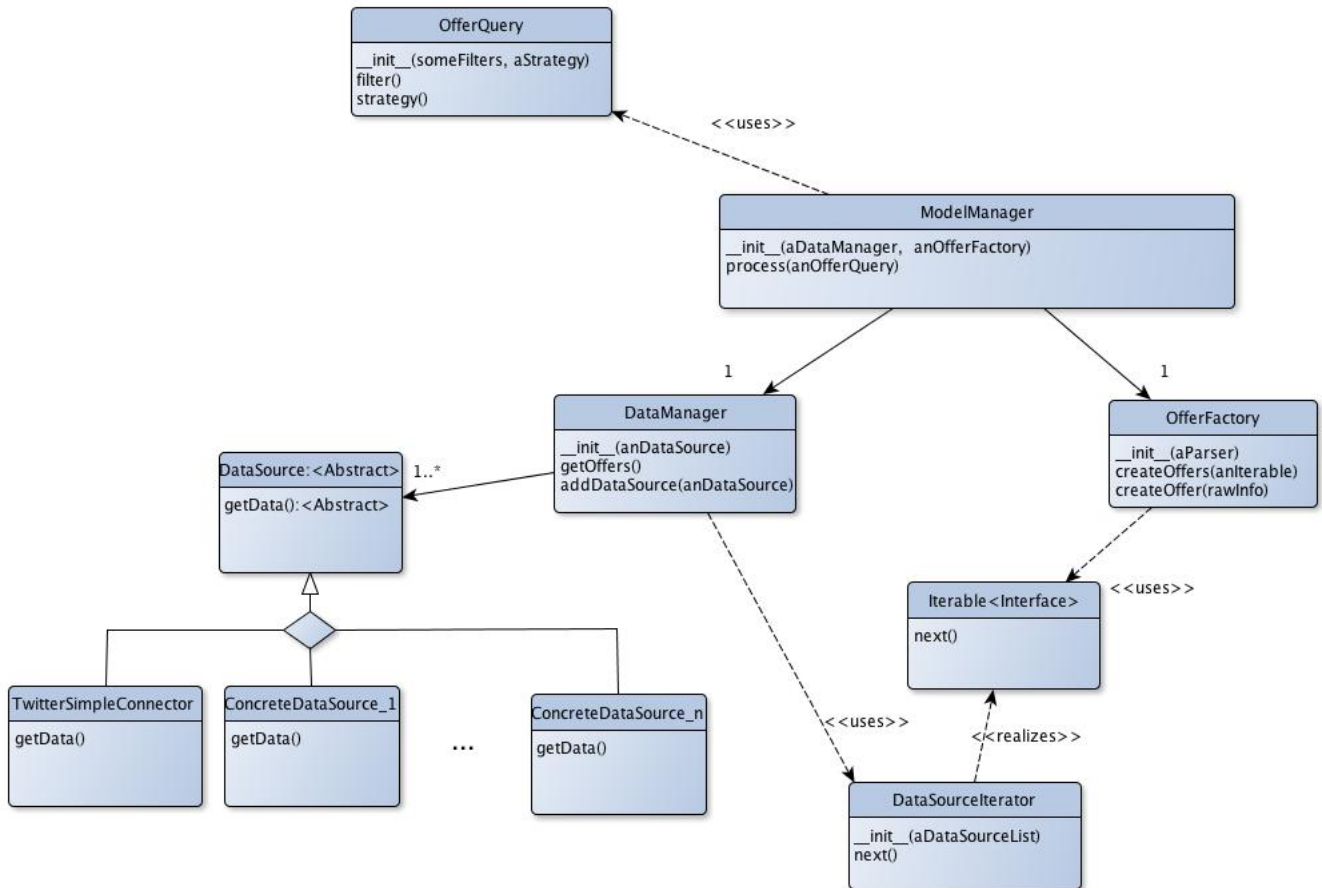 OfferQuery
__init__(someFilters, aStrategy)
filter()
strategy()
<<uses>>
ModelManager
__init__(aDataManager, anOfferFactory)
process(anOfferQuery)
1
1
DataManager
__init__(anDataSource)
getOffers()
addDataSource(anDataSource)
OfferFactory
__init__(aParser)
createOffers(anIterable)
createOffer(rawInfo)
DataSource:<Abstract>
getData():<Abstract>
1..*
<<uses>>
Iterable<Interface>
next()
TwitterSimpleConnector
getData()
ConcreteDataSource_1
getData()
...
ConcreteDataSource_n
getData()
<<uses>>
<<realizes>>
DataSourceIterator
__init__(aDataSourceList)
next()